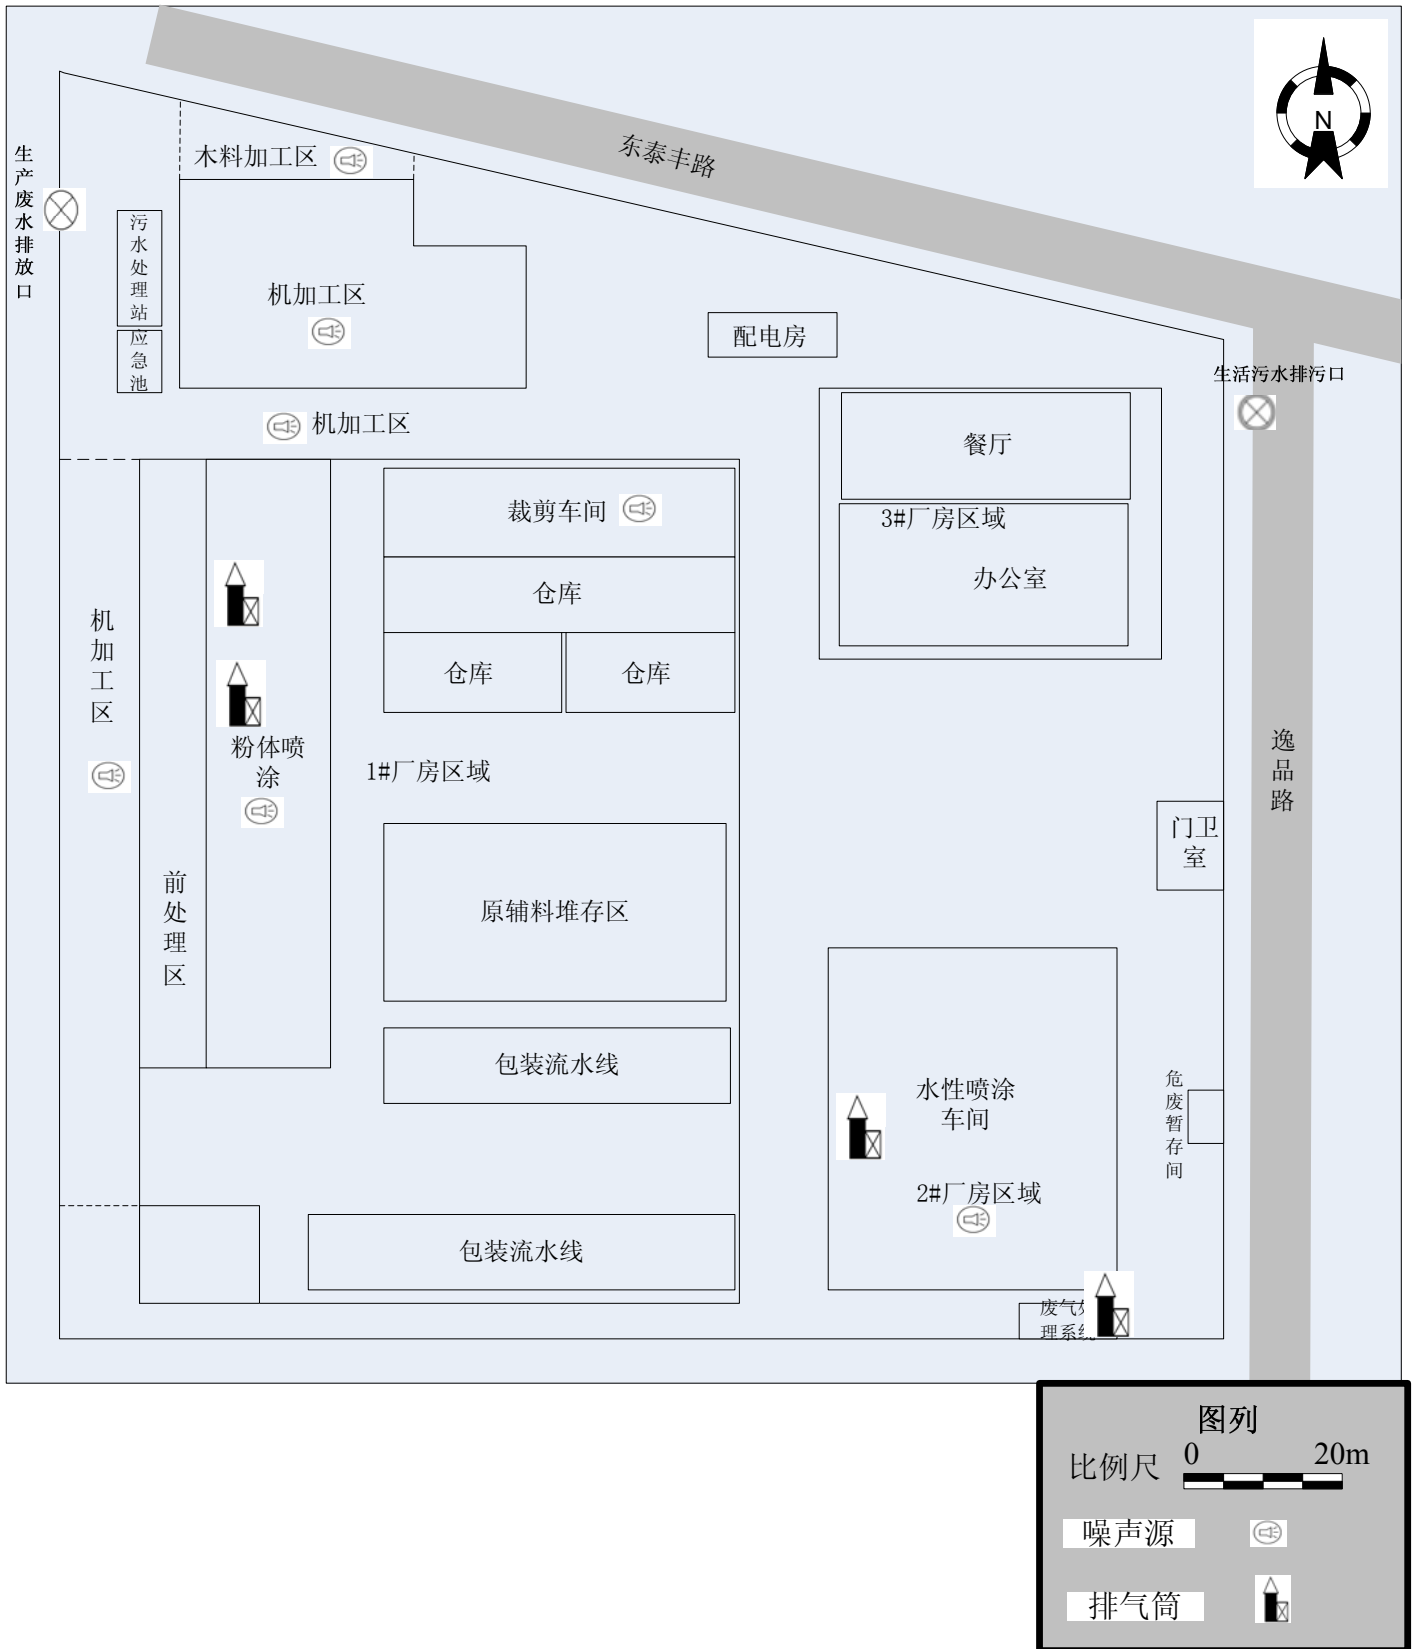 N
东泰丰路
木料加工区
生产废水排放口
污水处理站
机加工区
应急池
配电房
生活污水排污口
机加工区
餐厅
裁剪车间
3#厂房区域
办公室
仓库
机加工区
仓库
仓库
粉体喷
涂
1#厂房区域
逸品路
门卫
室
前处理区
原辅料堆存区
包装流水线
水性喷涂
车间
危废暂存间
2#厂房区域
包装流水线
废气处
理系统
图列
比例尺
0 20m
噪声源
排气筒